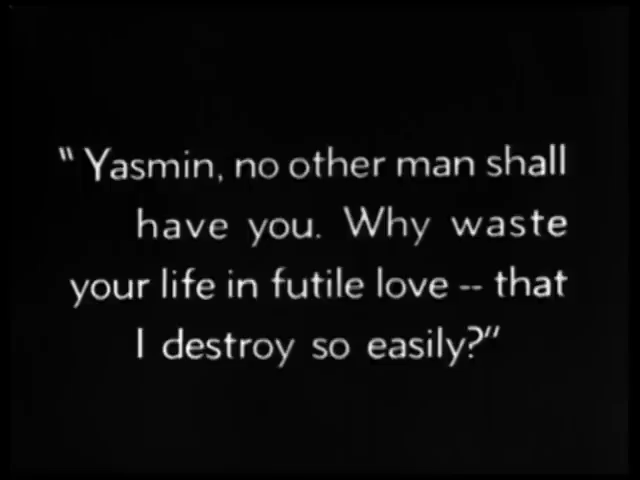 "Yasmin, no other man shall
have you. Why waste
your life in futile love -- that
I destroy so easily?"